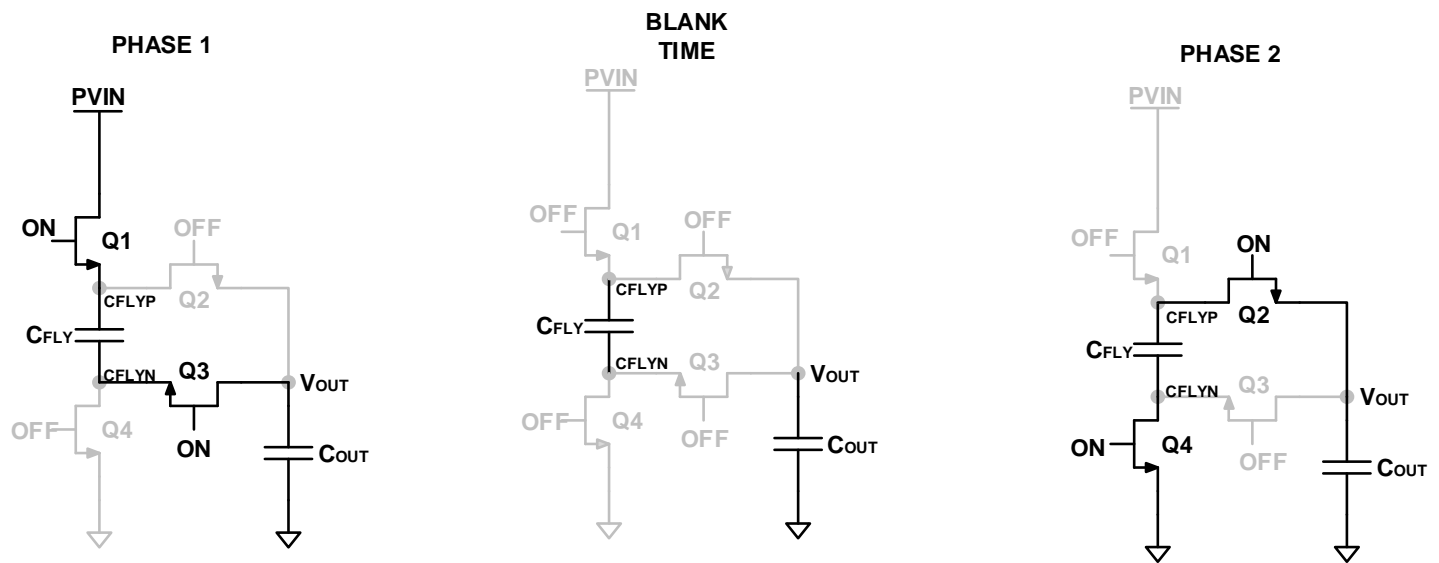 PHASE 1
PVIN
ON
Q1
OFF
Q2
CFLYP
CFLY
CFLYN
Q3
VOUT
OFF
Q4
ON
COUT
BLANK
TIME
PVIN
OFF
Q1
OFF
Q2
CFLYP
CFLY
CFLYN
Q3
VOUT
OFF
Q4
OFF
COUT
PHASE 2
PVIN
OFF
Q1
ON
Q2
CFLYP
CFLY
CFLYN
Q3
VOUT
ON
Q4
OFF
COUT